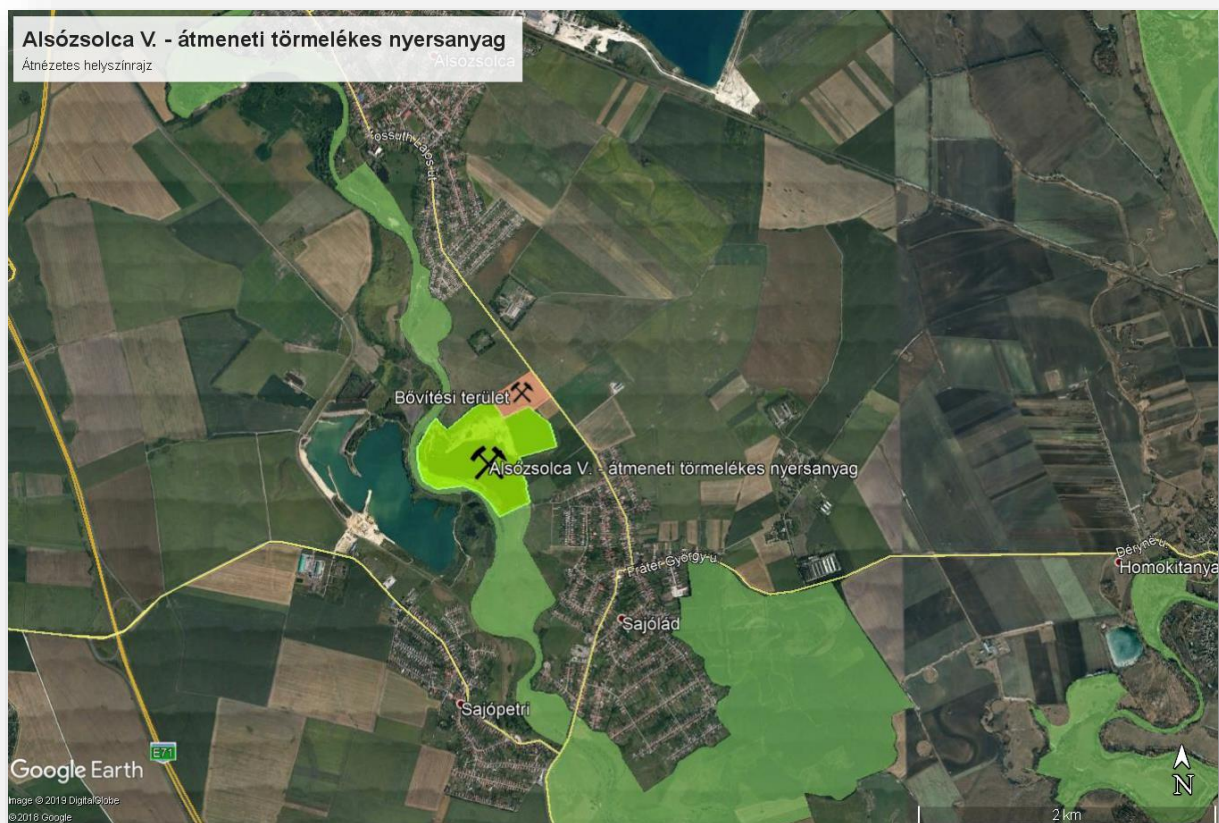 Alsózsolca V. - átmeneti törmelékes nyersanyag
Átnézetes helyszínrajz
Alsózsolca
Kossuth Lajos út
Bővítési terület
Alsózsolca V. - átmeneti törmelékes nyersanyag
Práter György u.
Déryné u.
Homokitanya
Sajólád
Sajópetri
E71
Google Earth
Image © 2019 DigitalGlobe
© 2018 Google
N
2 km